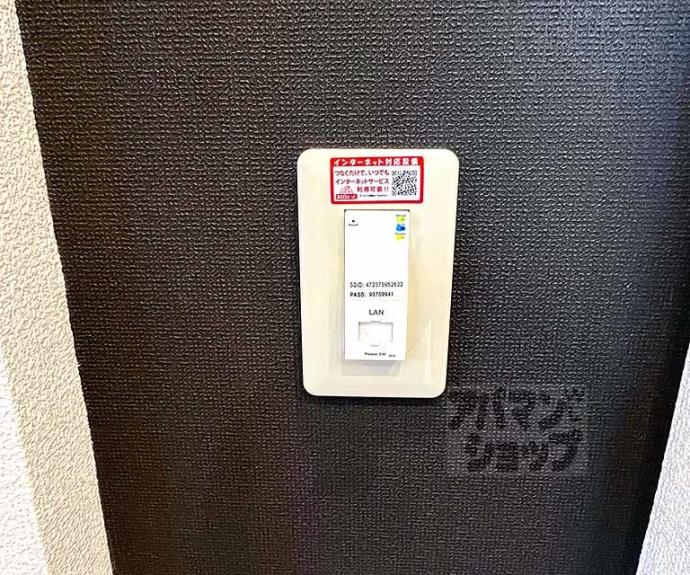 インターネット対応設備
つなぐだけで、いつでも
インターネットサービス
利用可能!!
SSID: 472375952622
PASS: 93759941
LAN
アパマン
ショップ